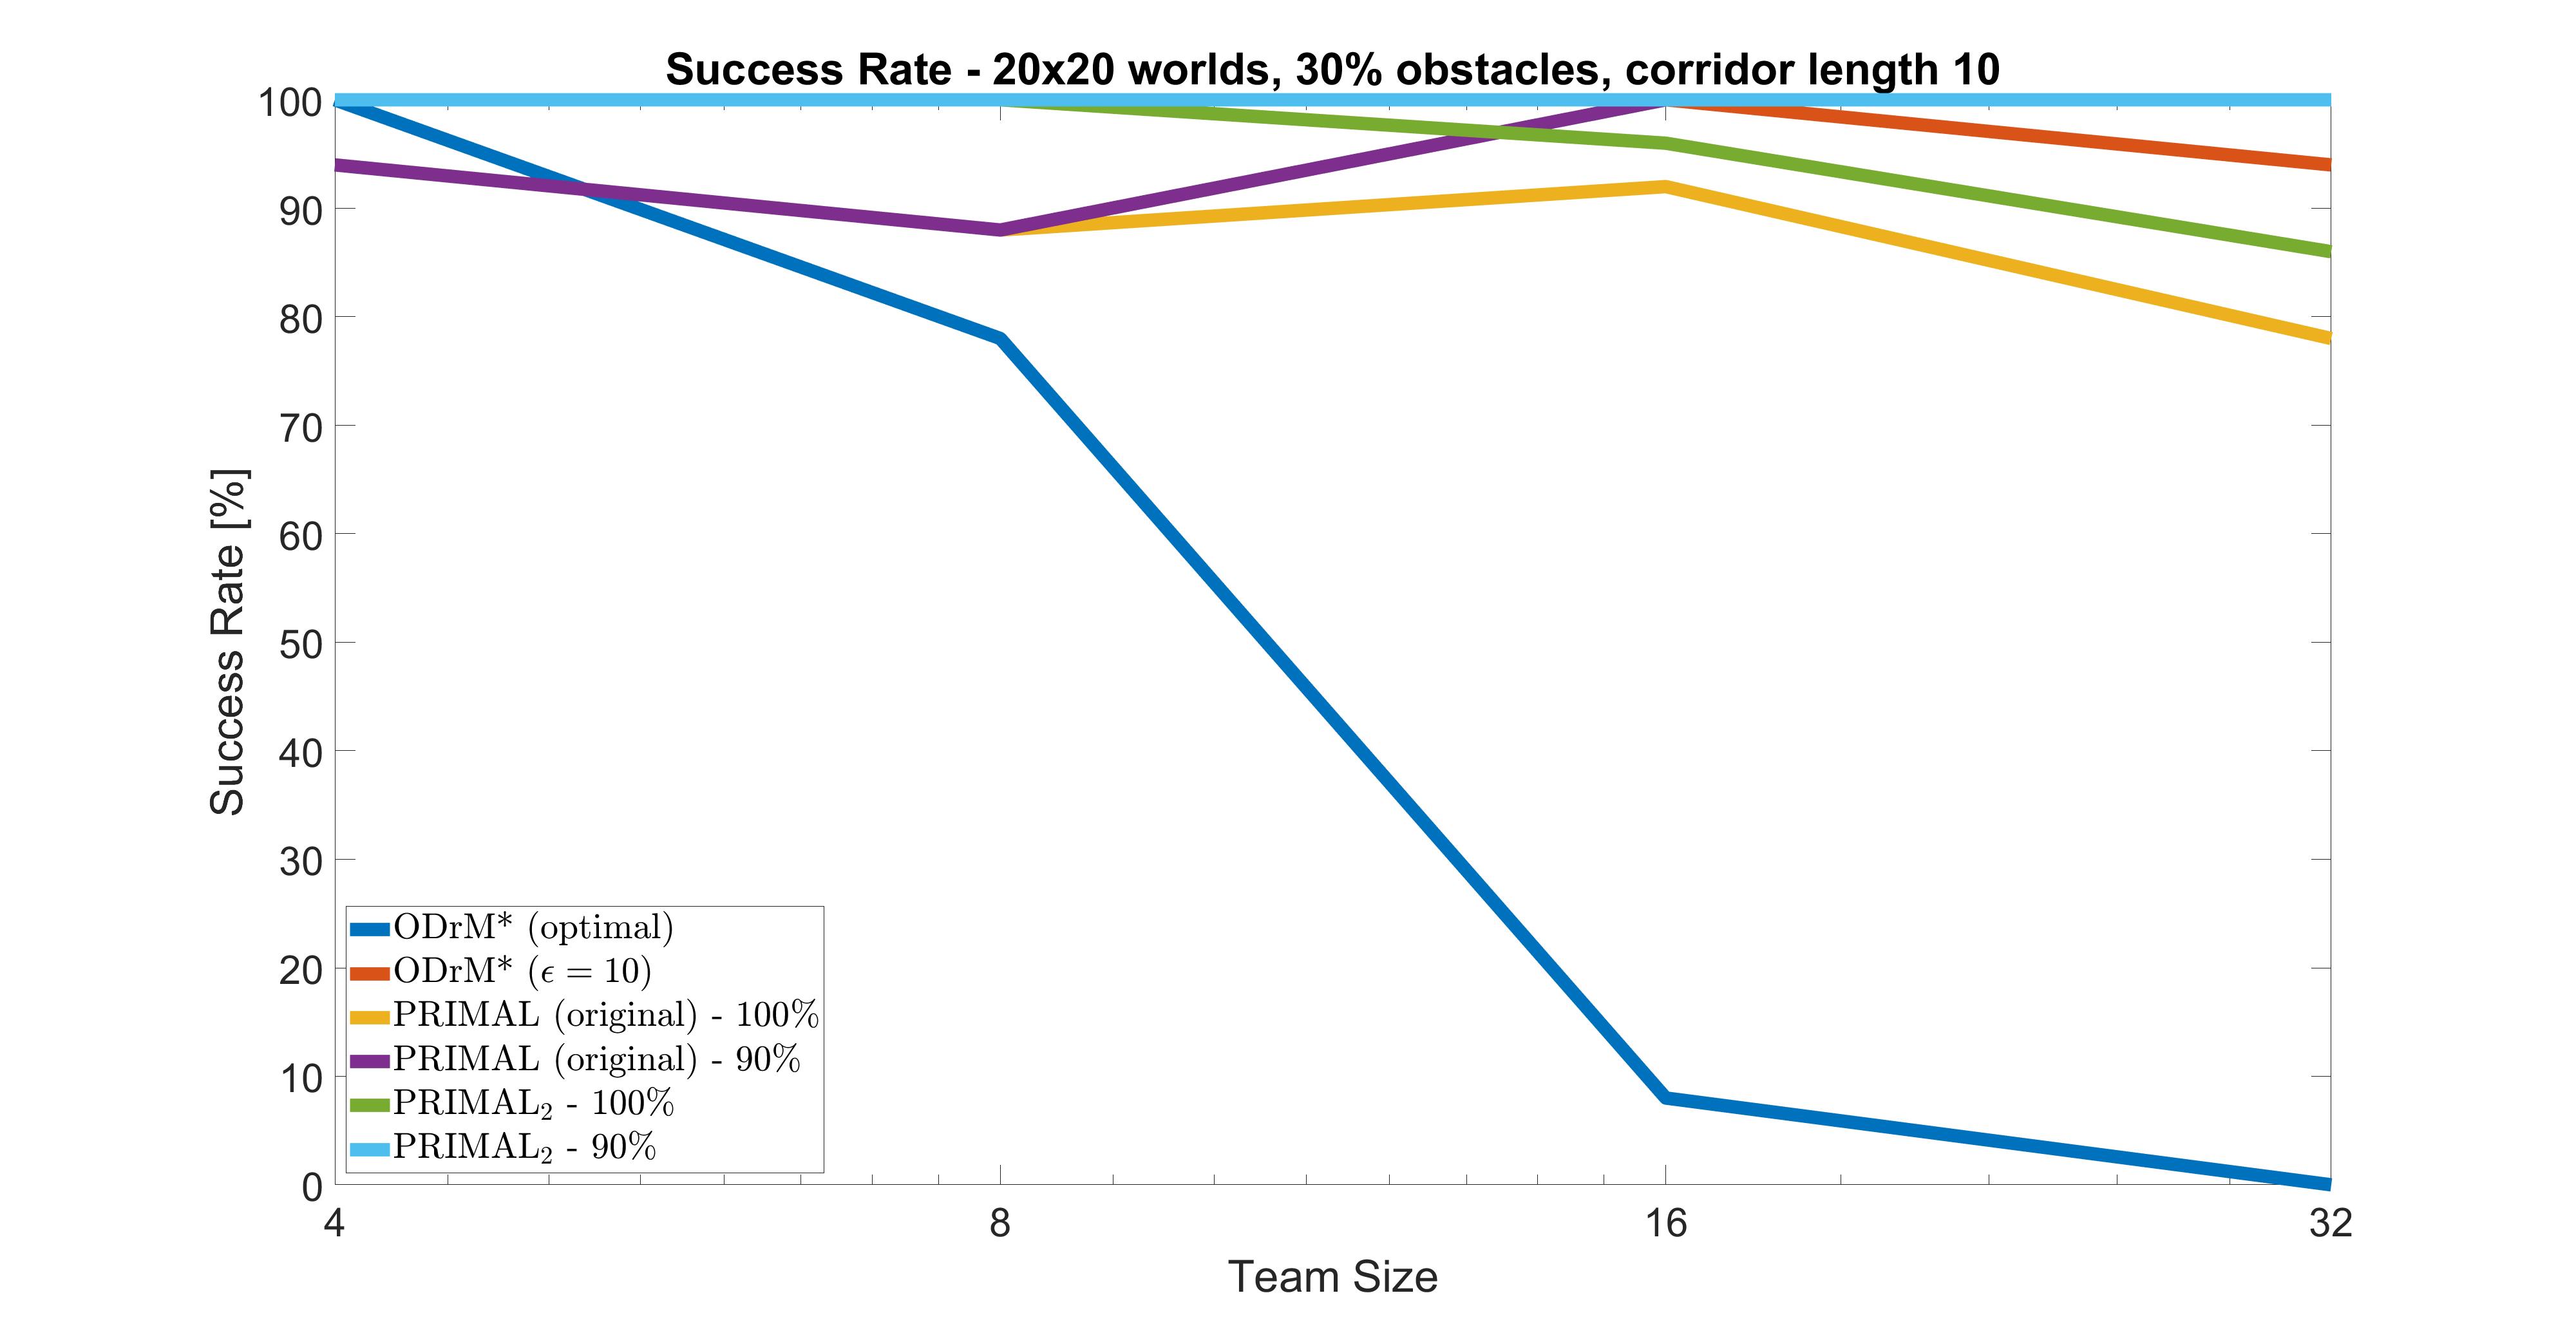 Success Rate - 20x20 worlds, 30% obstacles, corridor length 10
100
90
80
70
60
50
40
30
20
10
0
Success Rate [%]
ODrM* (optimal)
ODrM* (ϵ = 10)
PRIMAL (original) - 100%
PRIMAL (original) - 90%
PRIMAL₂ - 100%
PRIMAL₂ - 90%
4 8 16 32
Team Size